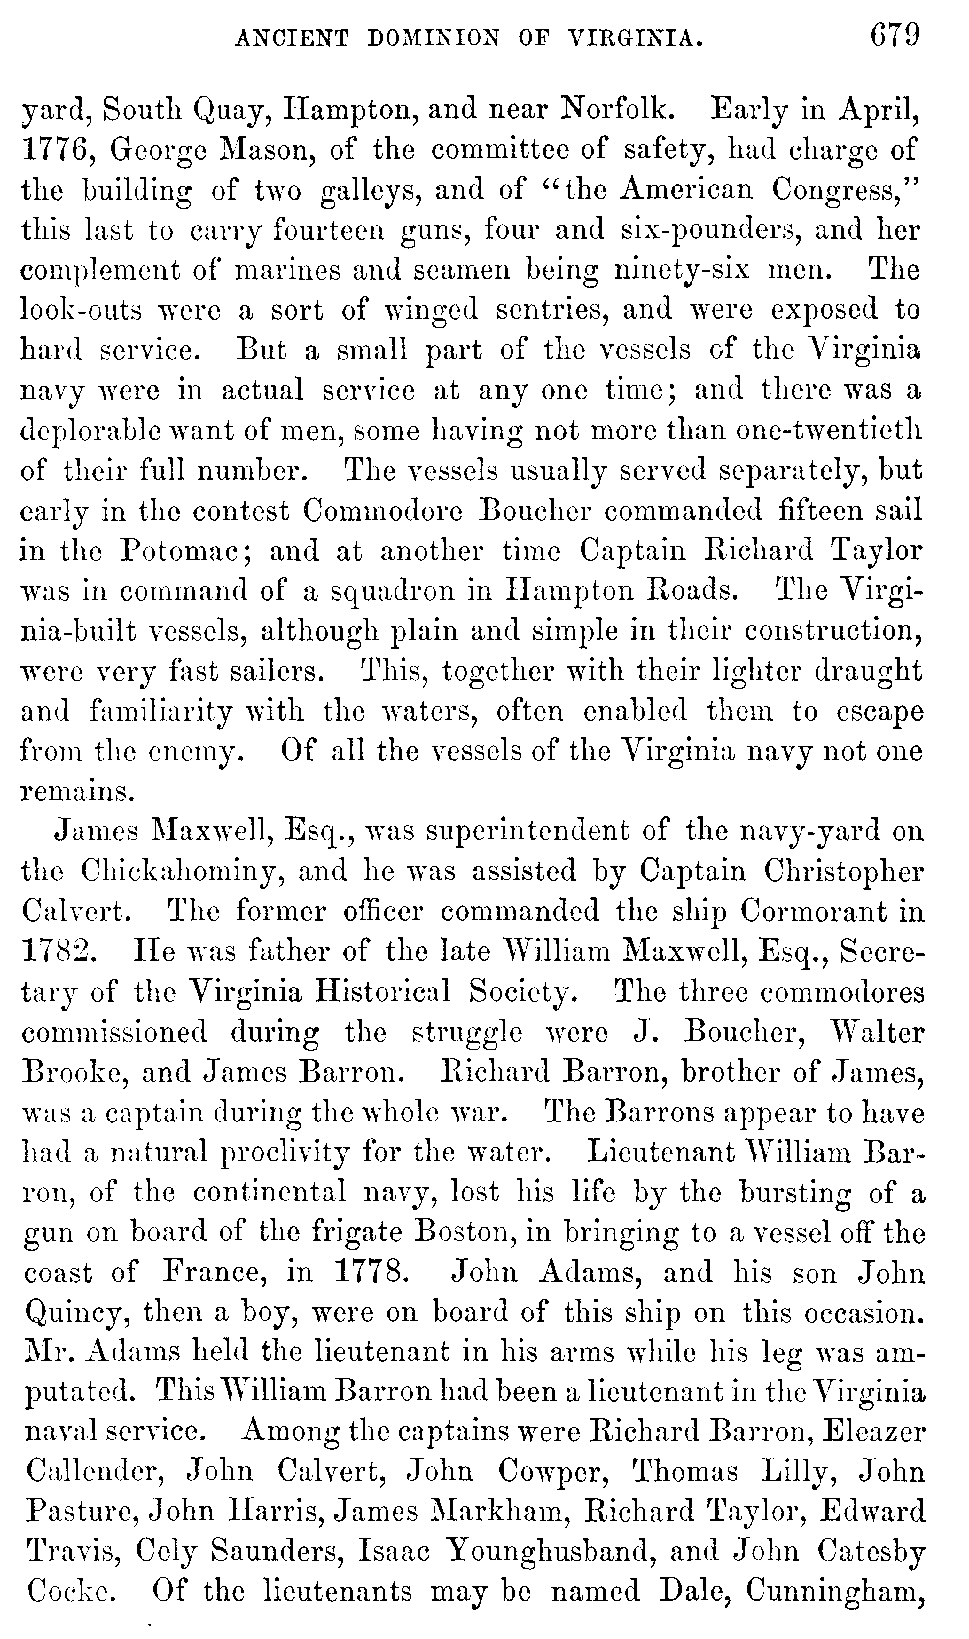 ANCIENT DOMINION OF VIRGINIA. 679
yard, South Quay, Hampton, and near Norfolk. Early in April,
1776, George Mason, of the committee of safety, had charge of
the building of two galleys, and of "the American Congress,"
this last to carry fourteen guns, four and six-pounders, and her
complement of marines and seamen being ninety-six men. The
look-outs were a sort of winged sentries, and were exposed to
hard service. But a small part of the vessels of the Virginia
navy were in actual service at any one time; and there was a
deplorable want of men, some having not more than one-twentieth
of their full number. The vessels usually served separately, but
early in the contest Commodore Boucher commanded fifteen sail
in the Potomac; and at another time Captain Richard Taylor
was in command of a squadron in Hampton Roads. The Virgi-
nia-built vessels, although plain and simple in their construction,
were very fast sailers. This, together with their lighter draught
and familiarity with the waters, often enabled them to escape
from the enemy. Of all the vessels of the Virginia navy not one
remains.
James Maxwell, Esq., was superintendent of the navy-yard on
the Chickahominy, and he was assisted by Captain Christopher
Calvert. The former officer commanded the ship Cormorant in
1782. He was father of the late William Maxwell, Esq., Secre-
tary of the Virginia Historical Society. The three commodores
commissioned during the struggle were J. Boucher, Walter
Brooke, and James Barron. Richard Barron, brother of James,
was a captain during the whole war. The Barrons appear to have
had a natural proclivity for the water. Lieutenant William Bar-
ron, of the continental navy, lost his life by the bursting of a
gun on board of the frigate Boston, in bringing to a vessel off the
coast of France, in 1778. John Adams, and his son John
Quincy, then a boy, were on board of this ship on this occasion.
Mr. Adams held the lieutenant in his arms while his leg was am-
putated. This William Barron had been a lieutenant in the Virginia
naval service. Among the captains were Richard Barron, Eleazer
Callender, John Calvert, John Cowper, Thomas Lilly, John
Pasture, John Harris, James Markham, Richard Taylor, Edward
Travis, Cely Saunders, Isaac Younghusband, and John Catesby
Cocke. Of the lieutenants may be named Dale, Cunningham,